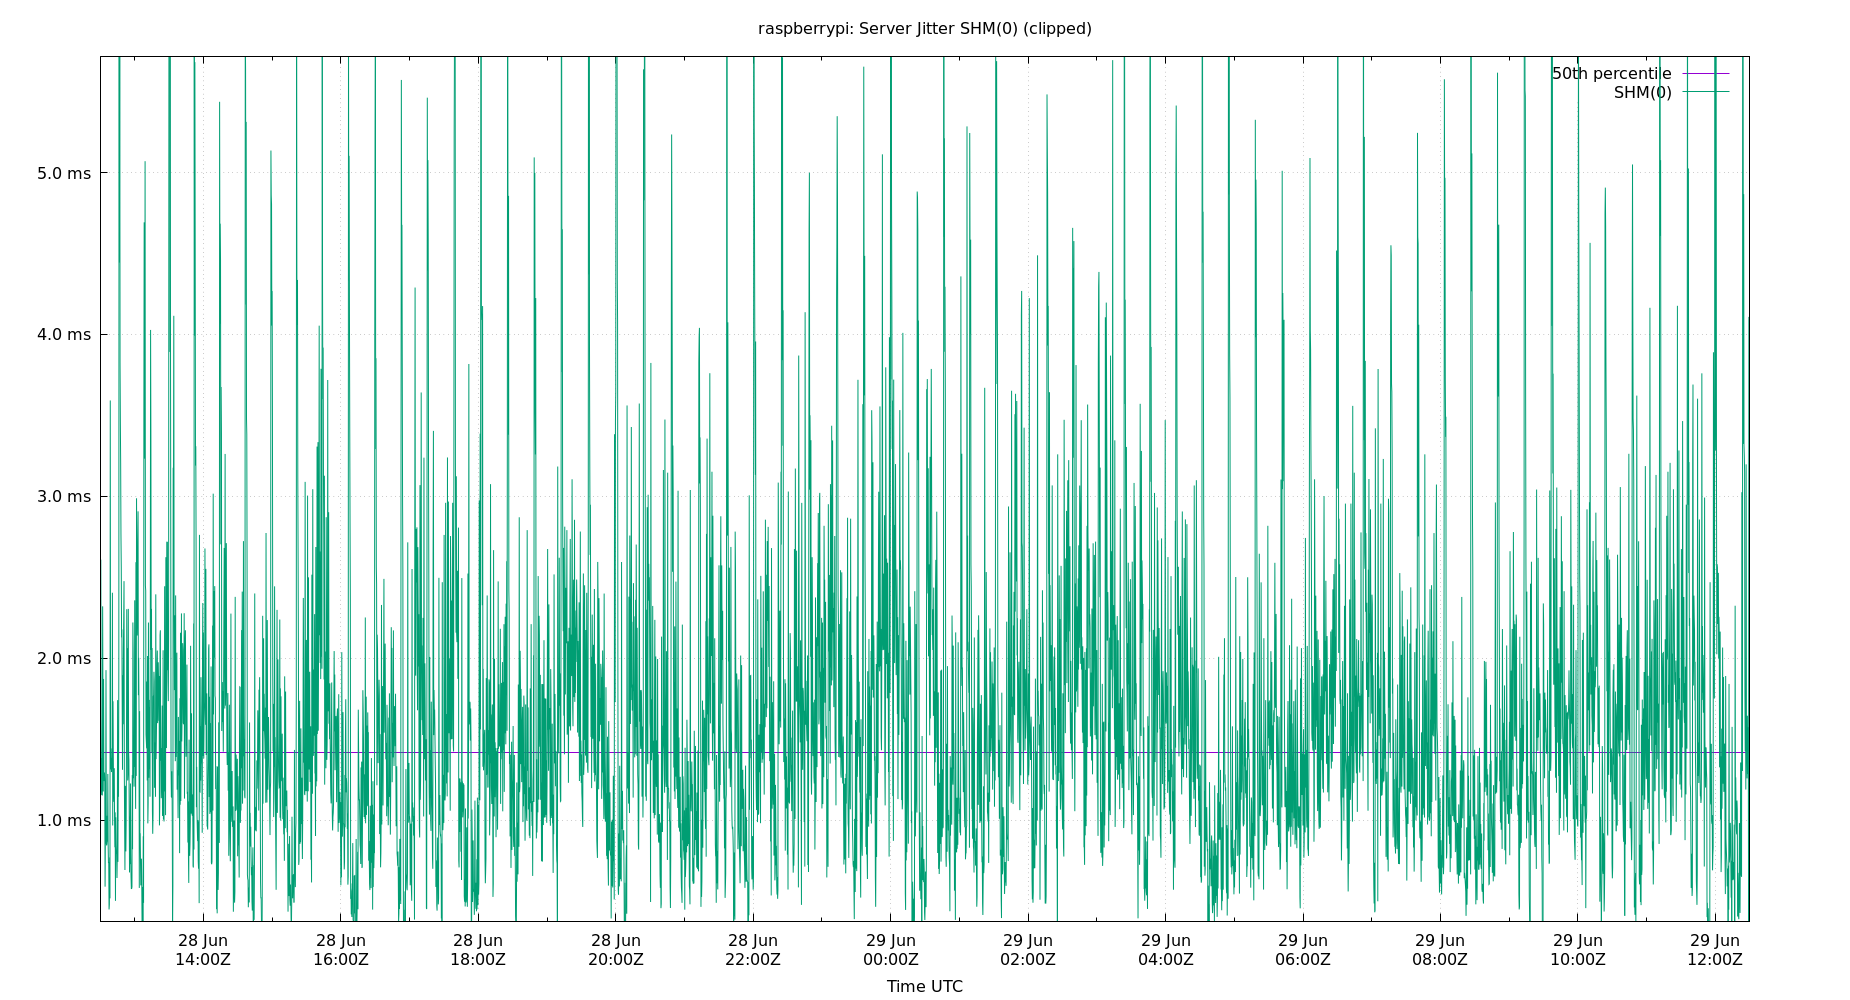 raspberrypi: Server Jitter SHM(0) (clipped)
50th percentile
SHM(0)
5.0 ms
4.0 ms
3.0 ms
2.0 ms
1.0 ms
28 Jun 28 Jun 28 Jun 28 Jun 28 Jun 29 Jun 29 Jun 29 Jun 29 Jun 29 Jun 29 Jun 29 Jun
14:00Z 16:00Z 18:00Z 20:00Z 22:00Z 00:00Z 02:00Z 04:00Z 06:00Z 08:00Z 10:00Z 12:00Z
Time UTC